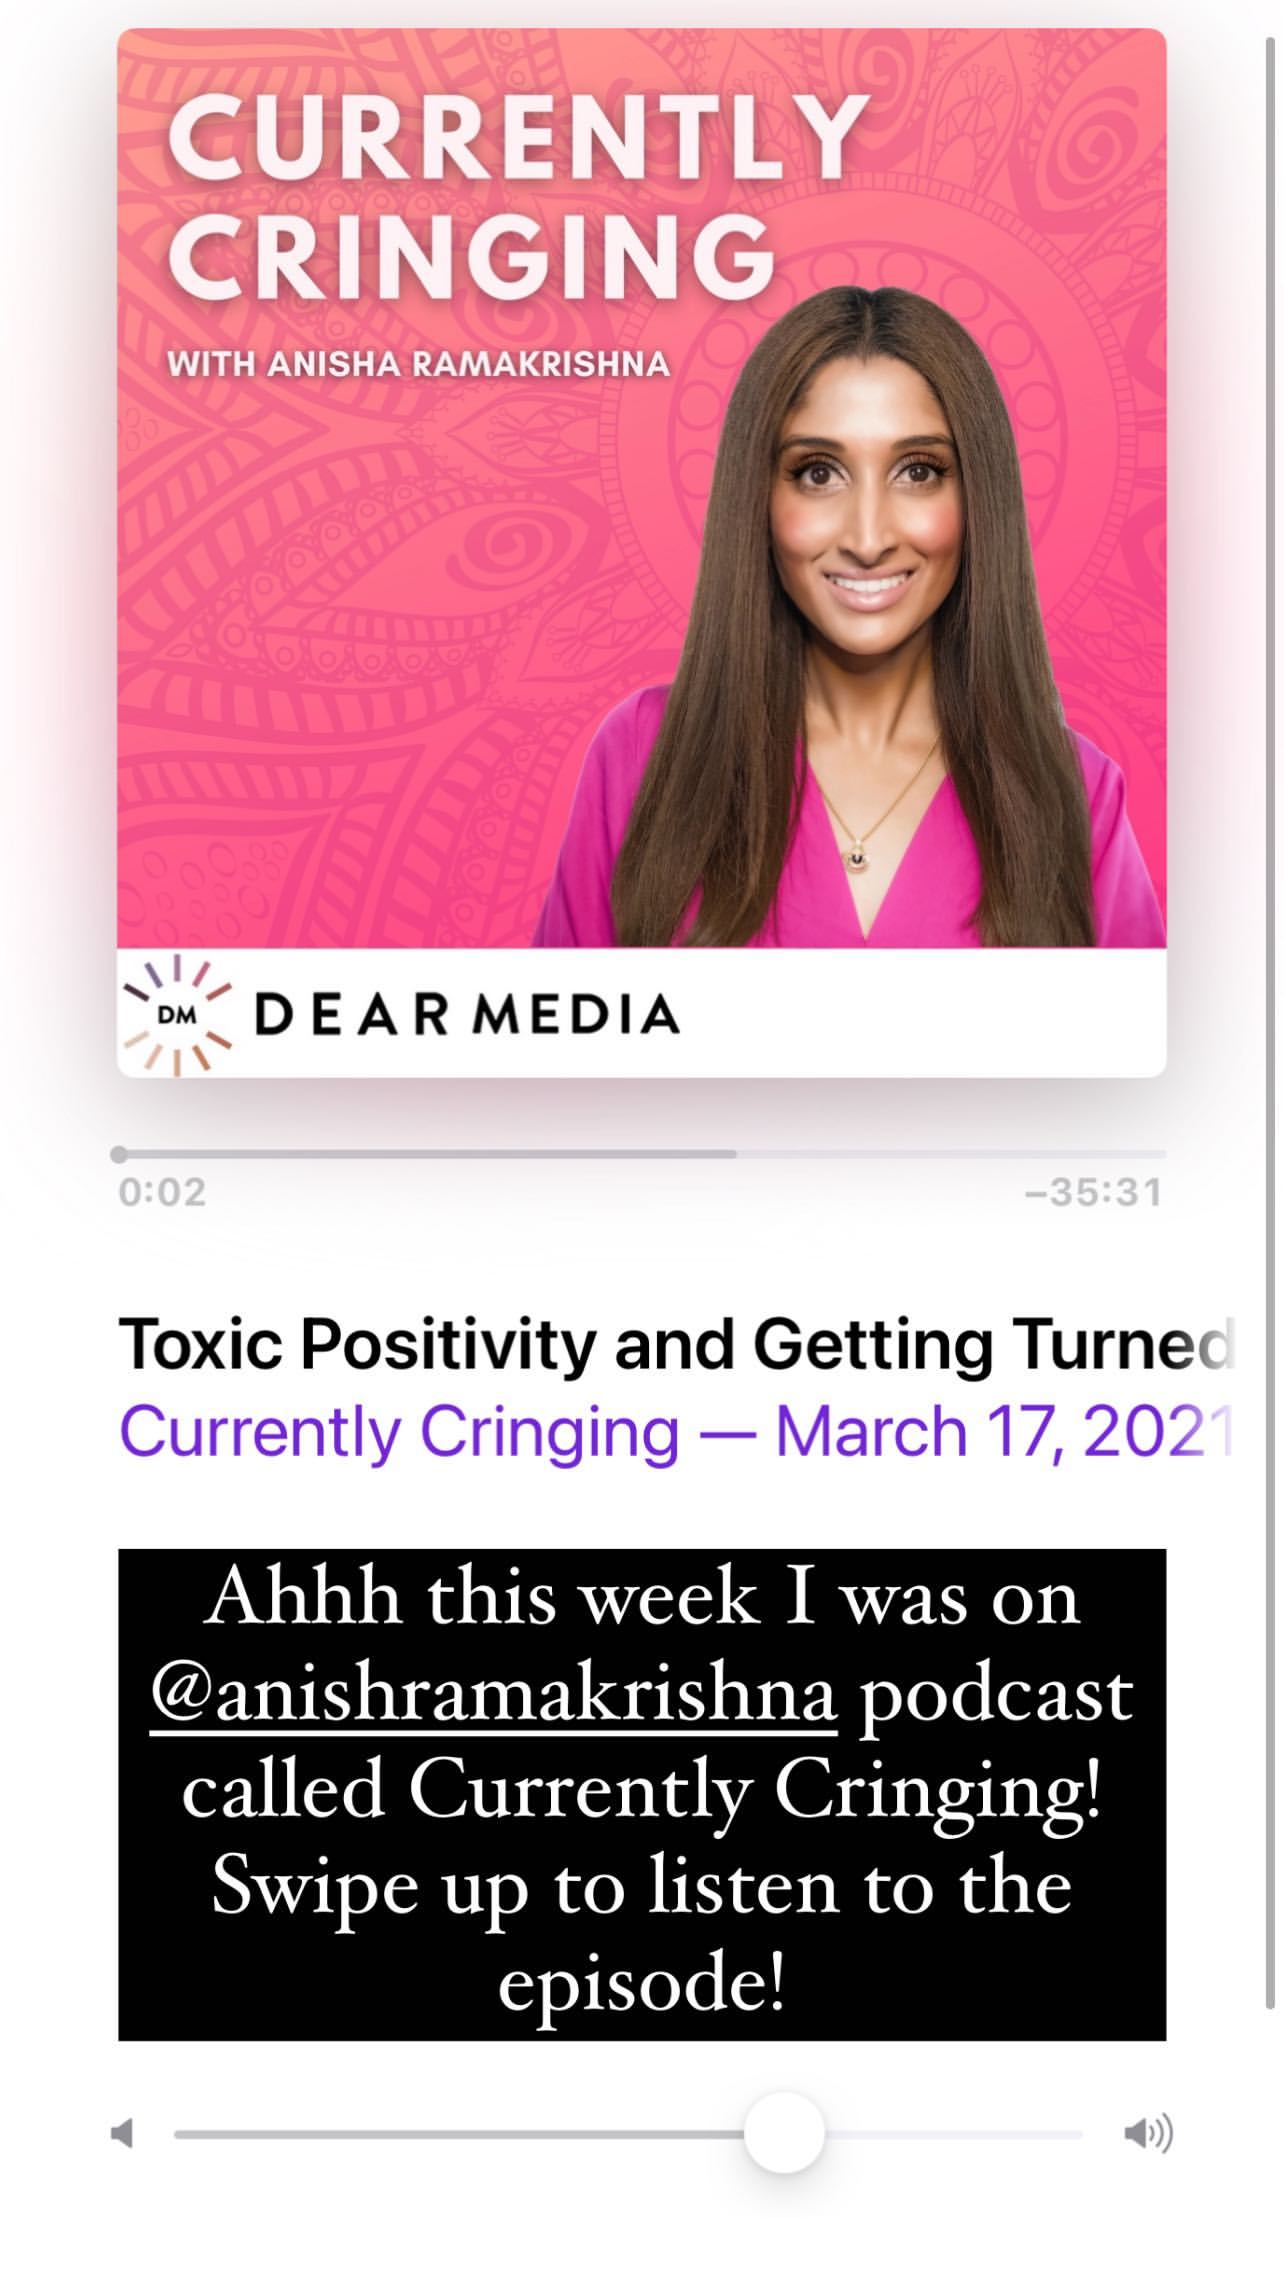 CURRENTLY
CRINGING
WITH ANISHA RAMAKRISHNA
DM
DEAR MEDIA
0:02
–35:31
Toxic Positivity and Getting Turned
Currently Cringing — March 17, 2021
Ahhh this week I was on
@anishramakrishna podcast
called Currently Cringing!
Swipe up to listen to the
episode!